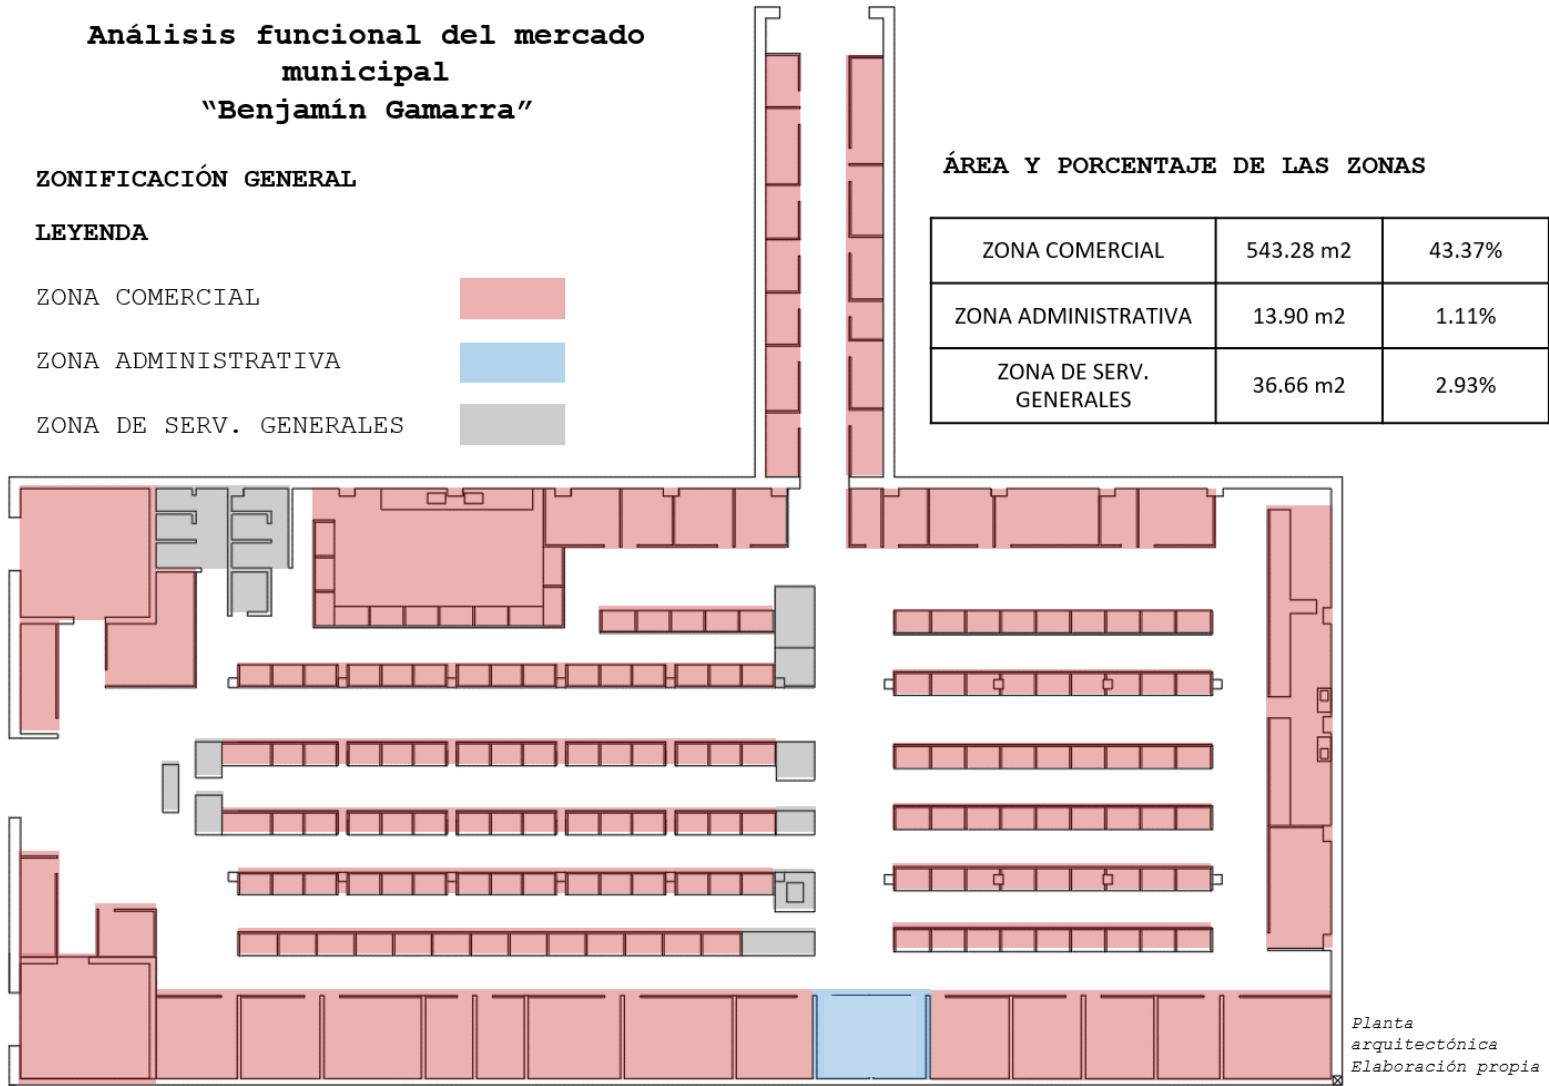 Análisis funcional del mercado
municipal
“Benjamín Gamarra”
ZONIFICACIÓN GENERAL
LEYENDA
ZONA COMERCIAL
ZONA ADMINISTRATIVA
ZONA DE SERV. GENERALES
ÁREA Y PORCENTAJE DE LAS ZONAS
ZONA COMERCIAL 543.28 m2 43.37%
ZONA ADMINISTRATIVA 13.90 m2 1.11%
ZONA DE SERV.
GENERALES 36.66 m2 2.93%
Planta
arquitectónica
Elaboración propia